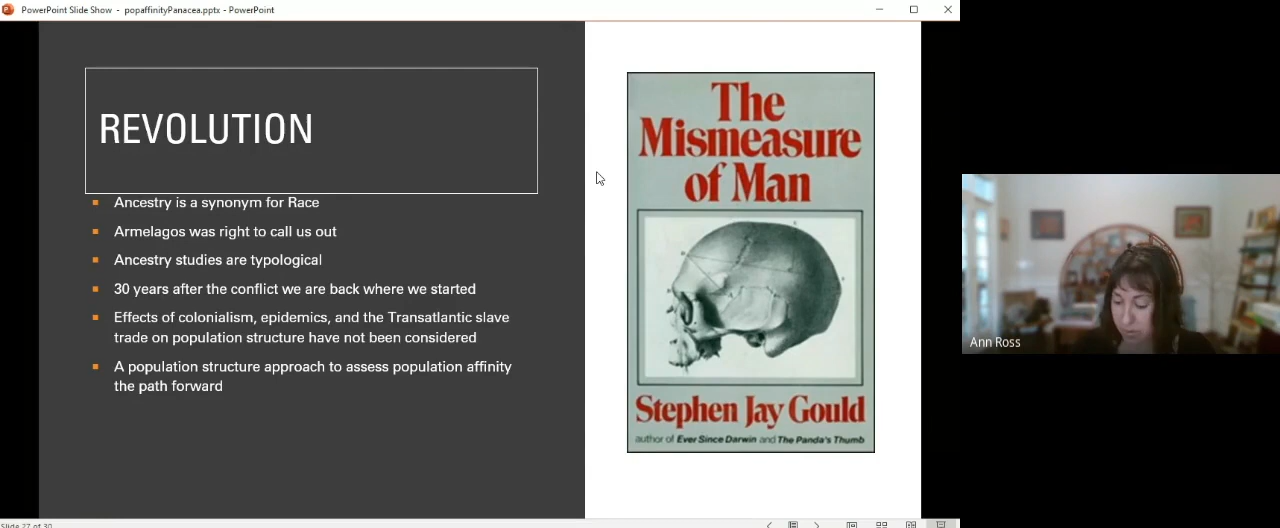 PowerPoint Slide Show - popaffinityPanacea.pptx - PowerPoint
REVOLUTION
Ancestry is a synonym for Race
Armelagos was right to call us out
Ancestry studies are typological
30 years after the conflict we are back where we started
Effects of colonialism, epidemics, and the Transatlantic slave
trade on population structure have not been considered
A population structure approach to assess population affinity
the path forward
The
Mismeasure
of Man
Stephen Jay Gould
author of Ever Since Darwin and The Panda's Thumb
Ann Ross
Slide 27 of 30